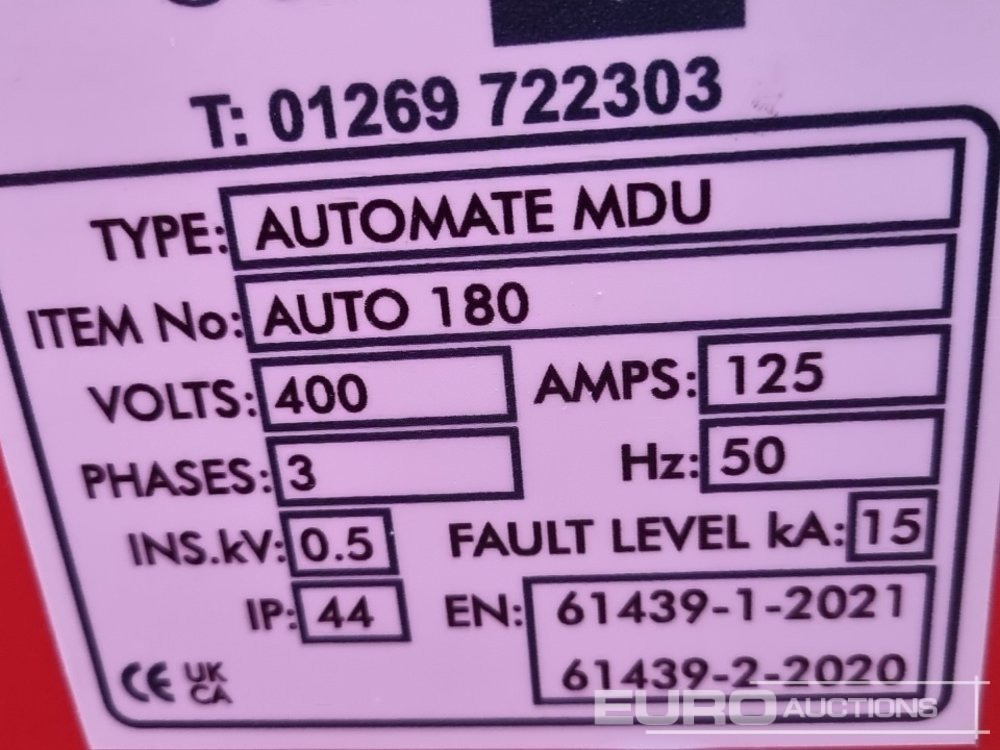 T: 01269 722303
TYPE: AUTOMATE MDU
ITEM No: AUTO 180
VOLTS: 400 AMPS: 125
PHASES: 3 Hz: 50
INS.kV: 0.5 FAULT LEVEL kA: 15
IP: 44 EN: 61439-1-2021
61439-2-2020
CE UK CA
EURO AUCTIONS